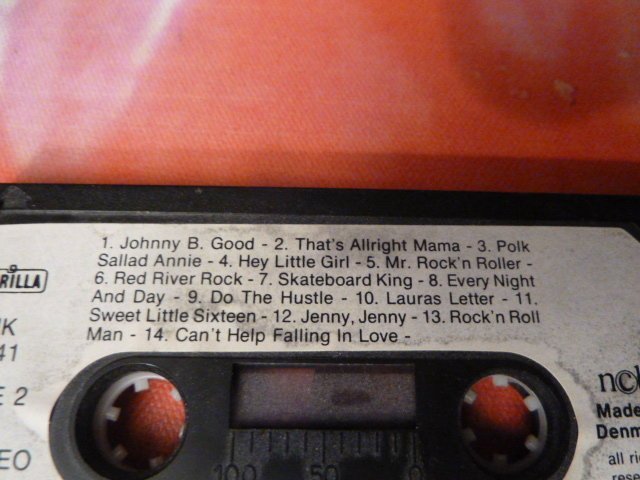 1. Johnny B. Good - 2. That's Allright Mama - 3. Polk
Sallad Annie - 4. Hey Little Girl - 5. Mr. Rock'n Roller -
6. Red River Rock - 7. Skateboard King - 8. Every Night
And Day - 9. Do The Hustle - 10. Lauras Letter - 11.
Sweet Little Sixteen - 12. Jenny, Jenny - 13. Rock'n Roll
Man - 14. Can't Help Falling In Love -
RILLA
41
2
EO
100 50 0
ncb
Made
Denm
all ri
rese